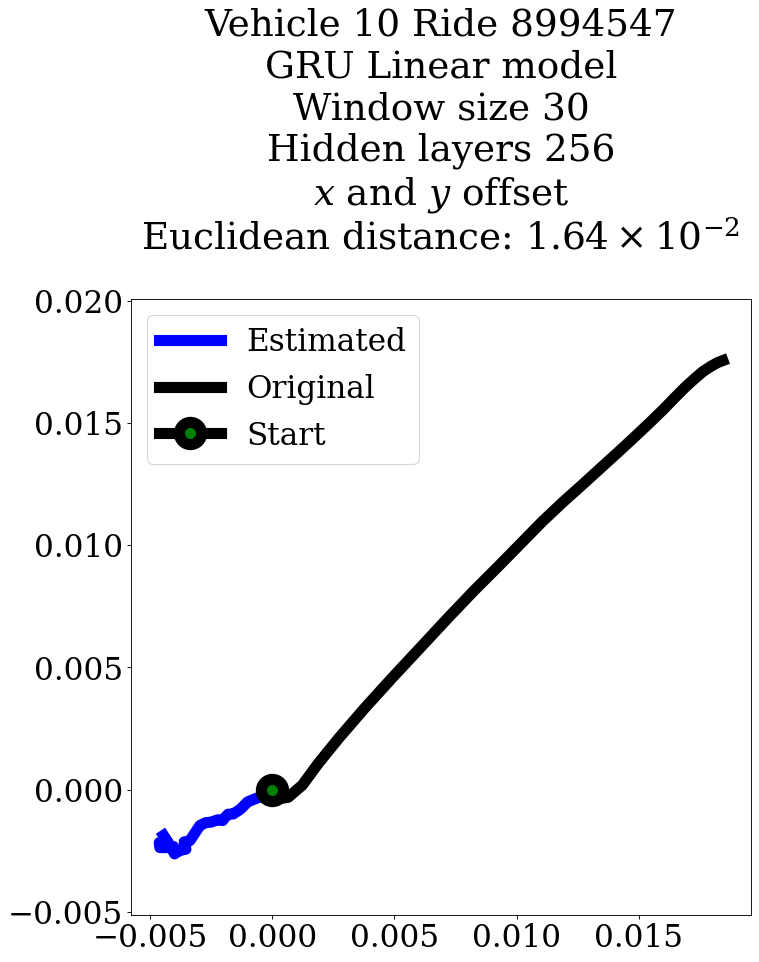 Vehicle 10 Ride 8994547
GRU Linear model
Window size 30
Hidden layers 256
x and y offset
Euclidean distance: 1.64 × 10⁻²
0.020
0.015
0.010
0.005
0.000
−0.005
Estimated
Original
Start
−0.005 0.000 0.005 0.010 0.015